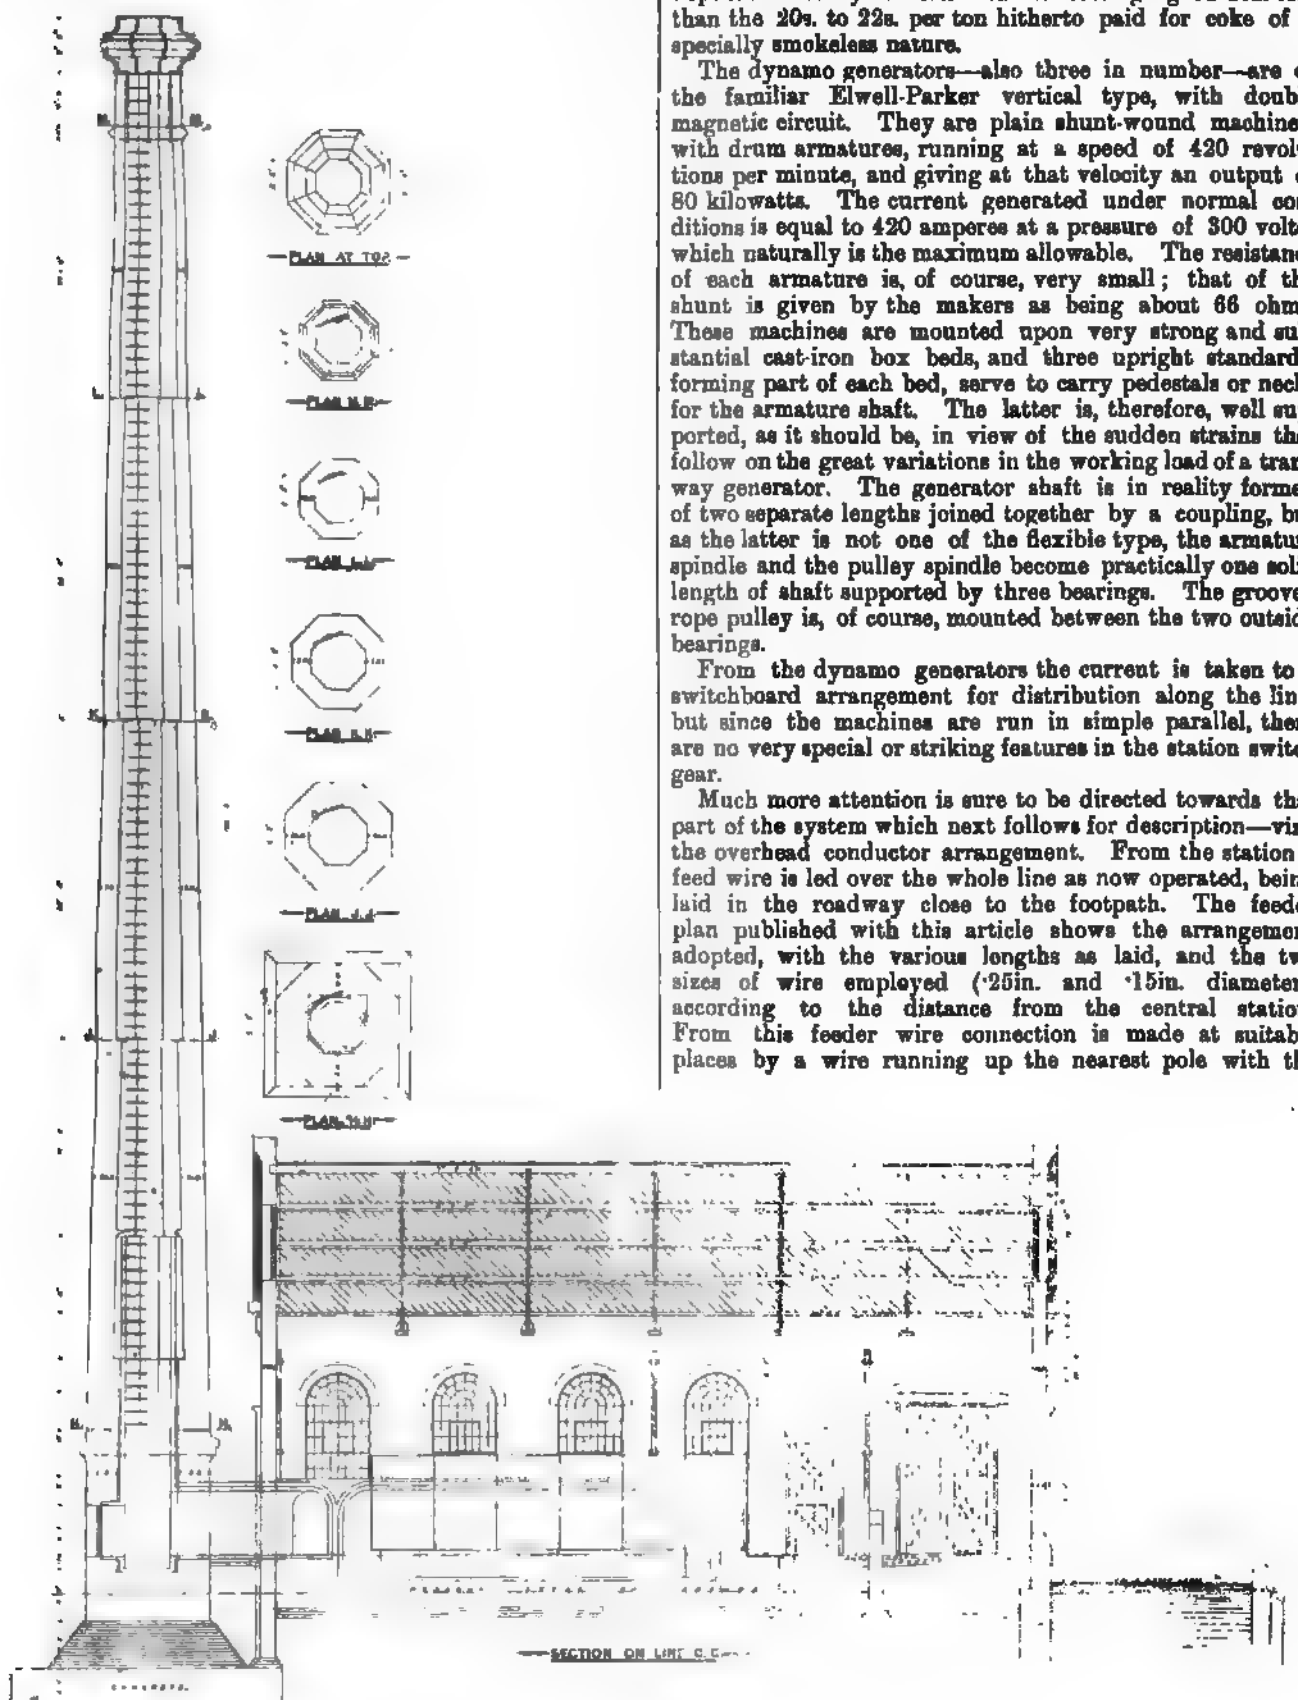 than the 20s. to 22s. per ton hitherto paid for coke of
specially smokeless nature.
The dynamo generators—also three in number—are
the familiar Elwell-Parker vertical type, with doub
magnetic circuit. They are plain shunt-wound machine
with drum armatures, running at a speed of 420 revol
tions per minute, and giving at that velocity an output
80 kilowatts. The current generated under normal con
ditions is equal to 420 amperes at a pressure of 300 volts
which naturally is the maximum allowable. The resistanc
of each armature is, of course, very small; that of th
shunt is given by the makers as being about 66 ohm
These machines are mounted upon very strong and su
stantial cast-iron box beds, and three upright standard
forming part of each bed, serve to carry pedestals or neck
for the armature shaft. The latter is, therefore, well su
ported, as it should be, in view of the sudden strains tha
follow on the great variations in the working load of a tram
way generator. The generator shaft is in reality forme
of two separate lengths joined together by a coupling, bu
as the latter is not one of the flexible type, the armatu
spindle and the pulley spindle become practically one soli
length of shaft supported by three bearings. The groove
rope pulley is, of course, mounted between the two outsid
bearings.
From the dynamo generators the current is taken to
switchboard arrangement for distribution along the lin
but since the machines are run in simple parallel, ther
are no very special or striking features in the station switc
gear.
Much more attention is sure to be directed towards tha
part of the system which next follows for description—viz
the overhead conductor arrangement. From the station
feed wire is led over the whole line as now operated, bein
laid in the roadway close to the footpath. The feede
plan published with this article shows the arrangemen
adopted, with the various lengths as laid, and the tw
sizes of wire employed (·25in. and ·15in. diameter
according to the distance from the central statio
From this feeder wire connection is made at suitab
places by a wire running up the nearest pole with th
PLAN AT TOP
PLAN
PLAN
PLAN
PLAN J.J
PLAN
SECTION ON LINE C.C
CONCRETE.